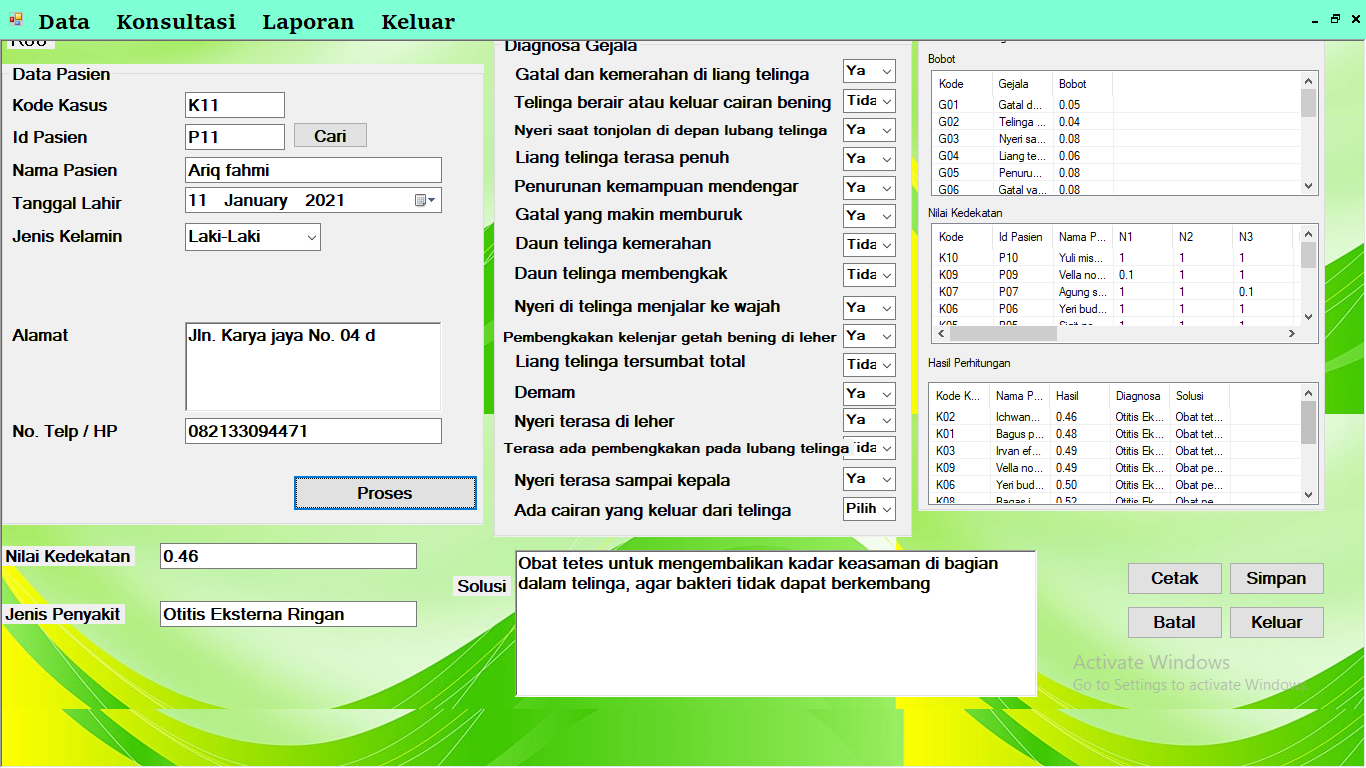 Data Konsultasi Laporan Keluar
Data Pasien
Kode Kasus K11
Id Pasien P11 Cari
Nama Pasien Ariq fahmi
Tanggal Lahir 11 January 2021
Jenis Kelamin Laki-Laki
Alamat Jln. Karya jaya No. 04 d
No. Telp / HP 082133094471
Proses
Diagnosa Gejala
Gatal dan kemerahan di liang telinga Ya
Telinga berair atau keluar cairan bening Tida
Nyeri saat tonjolan di depan lubang telinga Ya
Liang telinga terasa penuh Ya
Penurunan kemampuan mendengar Ya
Gatal yang makin memburuk Ya
Daun telinga kemerahan Tida
Daun telinga membengkak Tida
Nyeri di telinga menjalar ke wajah Ya
Pembengkakan kelenjar getah bening di leher Ya
Liang telinga tersumbat total Tida
Demam Ya
Nyeri terasa di leher Ya
Terasa ada pembengkakan pada lubang telinga Tida
Nyeri terasa sampai kepala Ya
Ada cairan yang keluar dari telinga Pilih
Bobot
Kode Gejala Bobot
G01 Gatal d... 0.05
G02 Telinga ... 0.04
G03 Nyeri sa... 0.08
G04 Liang te... 0.06
G05 Penuru... 0.08
G06 Gatal ya... 0.08
Nilai Kedekatan
Kode Id Pasien Nama P... N1 N2 N3
K10 P10 Yuli mis... 1 1 1
K09 P09 Vella no... 0.1 1 1
K07 P07 Agung s... 1 1 0.1
K06 P06 Yeri bud... 1 1 1
Hasil Perhitungan
Kode K... Nama P... Hasil Diagnosa Solusi
K02 Ichwan... 0.46 Otitis Ek... Obat tet...
K01 Bagus p... 0.48 Otitis Ek... Obat tet...
K03 Irvan ef... 0.49 Otitis Ek... Obat tet...
K09 Vella no... 0.49 Otitis Ek... Obat pe...
K06 Yeri bud... 0.50 Otitis Ek... Obat pe...
K08 Bagas i... 0.52 Otitis Ek... Obat pe...
Nilai Kedekatan 0.46
Jenis Penyakit Otitis Eksterna Ringan
Solusi
Obat tetes untuk mengembalikan kadar keasaman di bagian
dalam telinga, agar bakteri tidak dapat berkembang
Cetak Simpan
Batal Keluar
Activate Windows
Go to Settings to activate Windows.